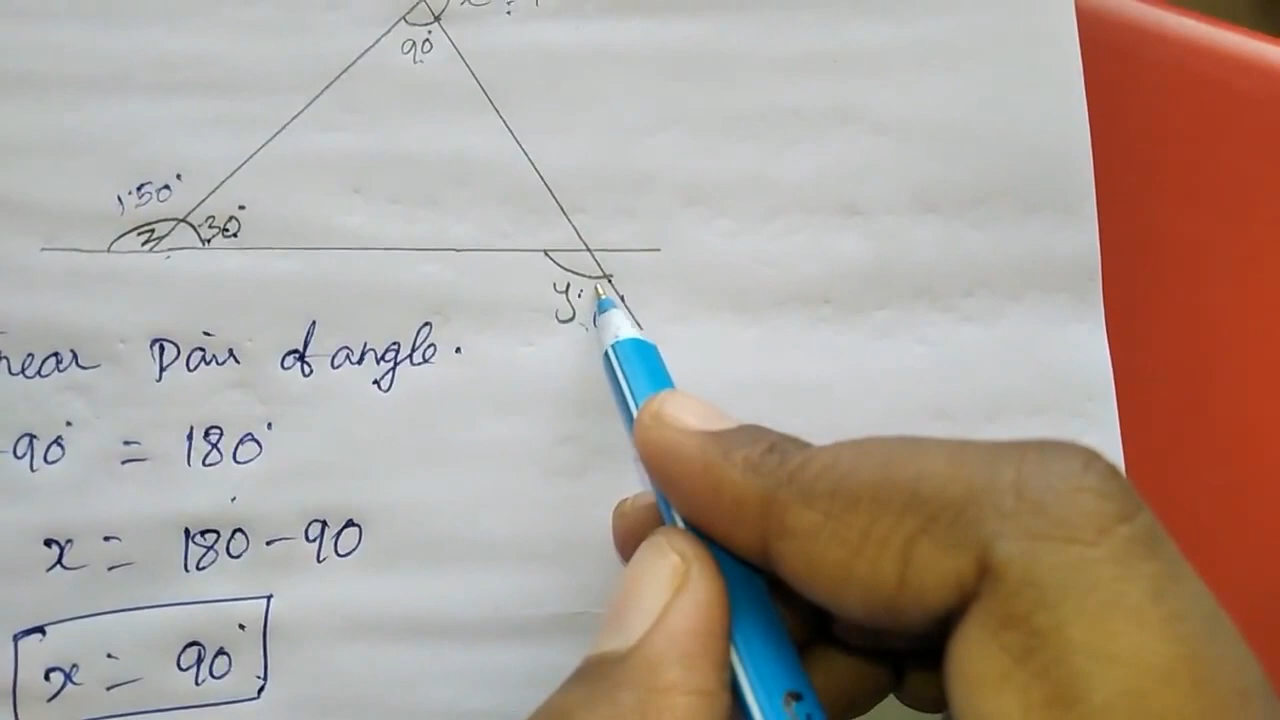 90°
150°
z 30°
y
near Pair of angle.
90° = 180°
x = 180 - 90
x = 90°